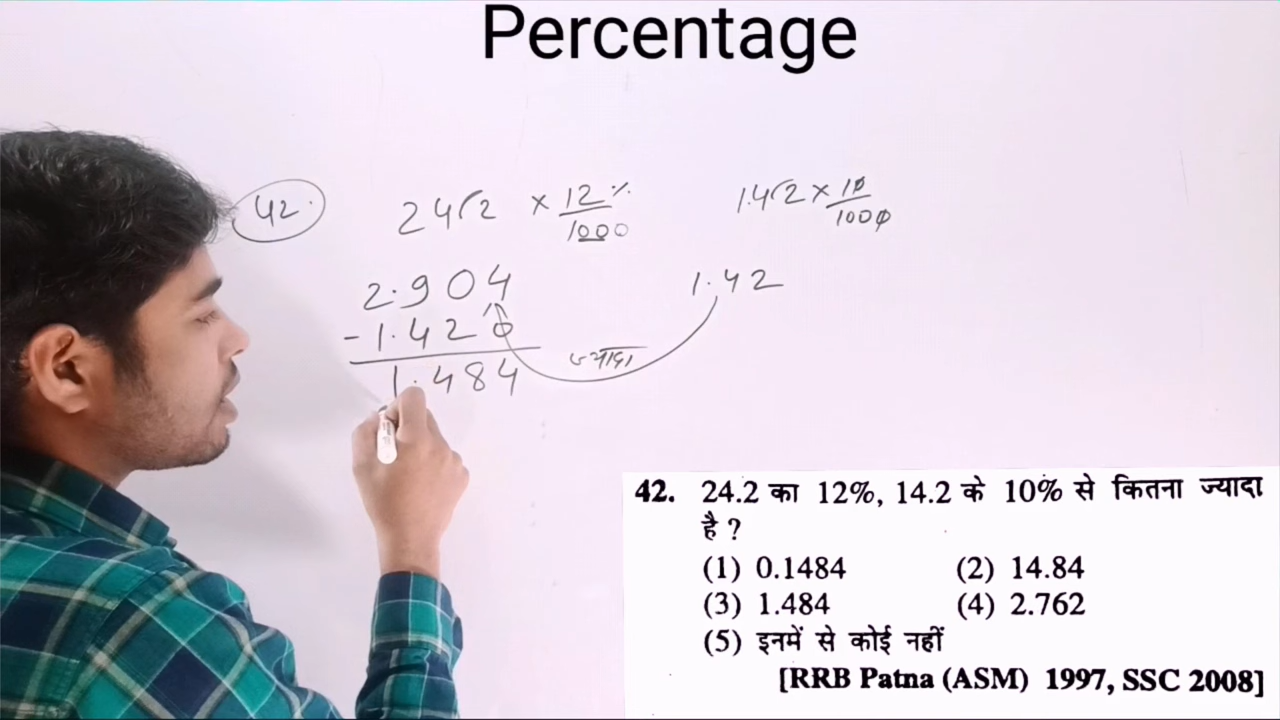 Percentage
42.
24.2 × 12% / 1000
14.2 × 10 / 1000
2.904
1.42
-1.420
ज्यादा
1.484
42. 24.2 का 12%, 14.2 के 10% से कितना ज्यादा
है ?
(1) 0.1484 (2) 14.84
(3) 1.484 (4) 2.762
(5) इनमें से कोई नहीं
[RRB Patna (ASM) 1997, SSC 2008]